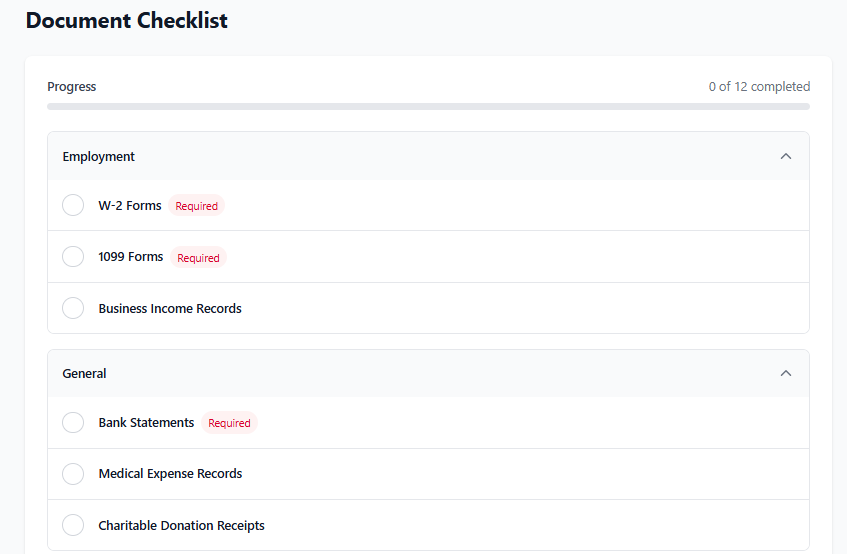 Document Checklist
Progress 0 of 12 completed
Employment
W-2 Forms Required
1099 Forms Required
Business Income Records
General
Bank Statements Required
Medical Expense Records
Charitable Donation Receipts